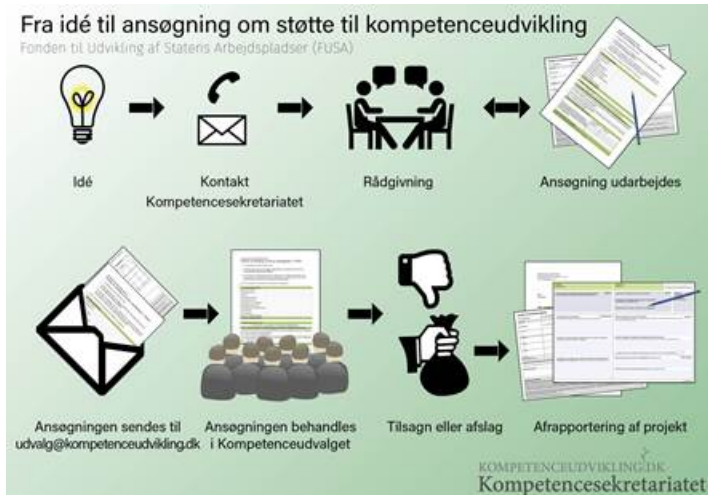 Fra idé til ansøgning om støtte til kompetenceudvikling
Fonden til Udvikling af Statens Arbejdspladser (FUSA)
Idé
Kontakt
Kompetencesekretariatet
Rådgivning
Ansøgning udarbejdes
Ansøgningen sendes til
udvalg@kompetenceudvikling.dk
Ansøgningen behandles
i Kompetenceudvalget
Tilsagn eller afslag
Afrapportering af projekt
KOMPETENCEUDVIKLING.DK
Kompetencesekretariatet